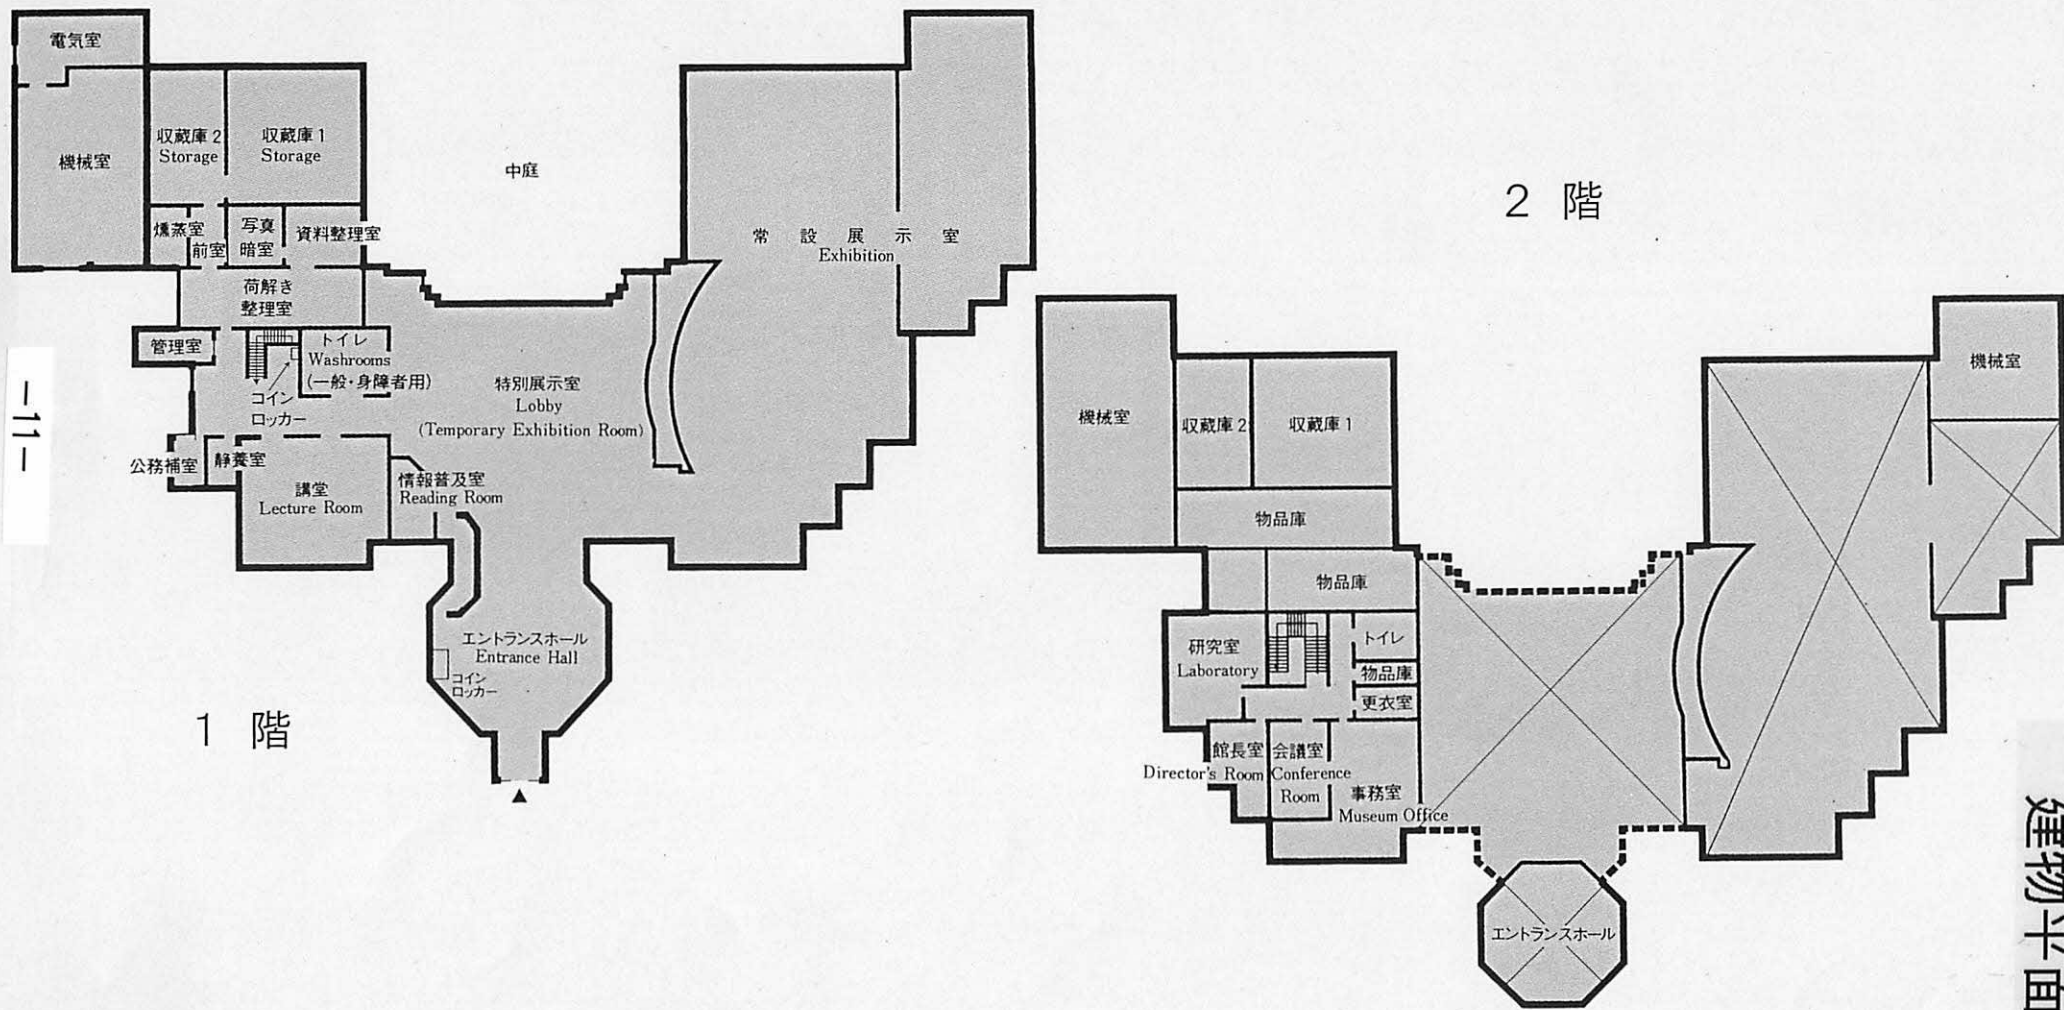 電気室
機械室
収蔵庫 2
Storage
収蔵庫 1
Storage
中庭
燻蒸室
前室
写真
暗室
資料整理室
常設展示室
Exhibition
荷解き
整理室
管理室
トイレ
Washrooms
(一般・身障者用)
コイン
ロッカー
特別展示室
Lobby
(Temporary Exhibition Room)
公務補室
静養室
講堂
Lecture Room
情報普及室
Reading Room
エントランスホール
Entrance Hall
コイン
ロッカー
1 階
▲
−11−
2 階
機械室
収蔵庫 2
収蔵庫 1
機械室
物品庫
物品庫
研究室
Laboratory
トイレ
物品庫
更衣室
館長室
Director's Room
会議室
Conference
Room
事務室
Museum Office
エントランスホール
建物平面